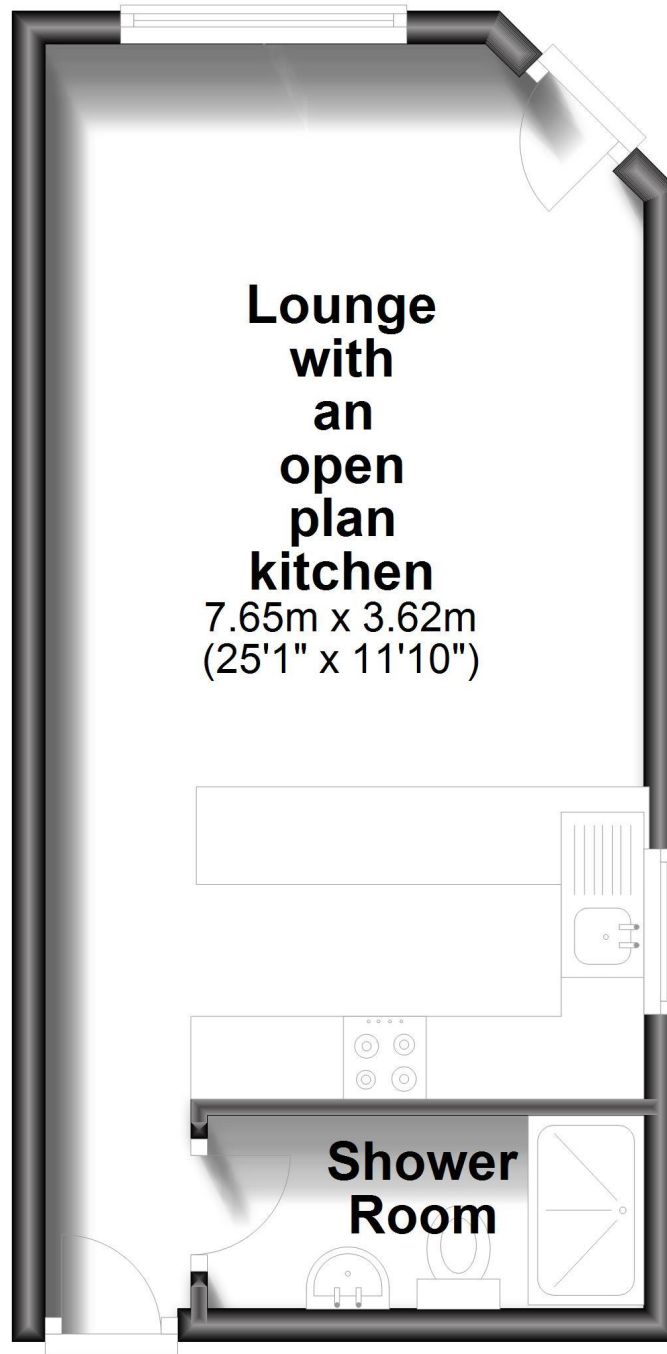 Lounge
with
an
open
plan
kitchen
7.65m x 3.62m
(25'1" x 11'10")
Shower
Room